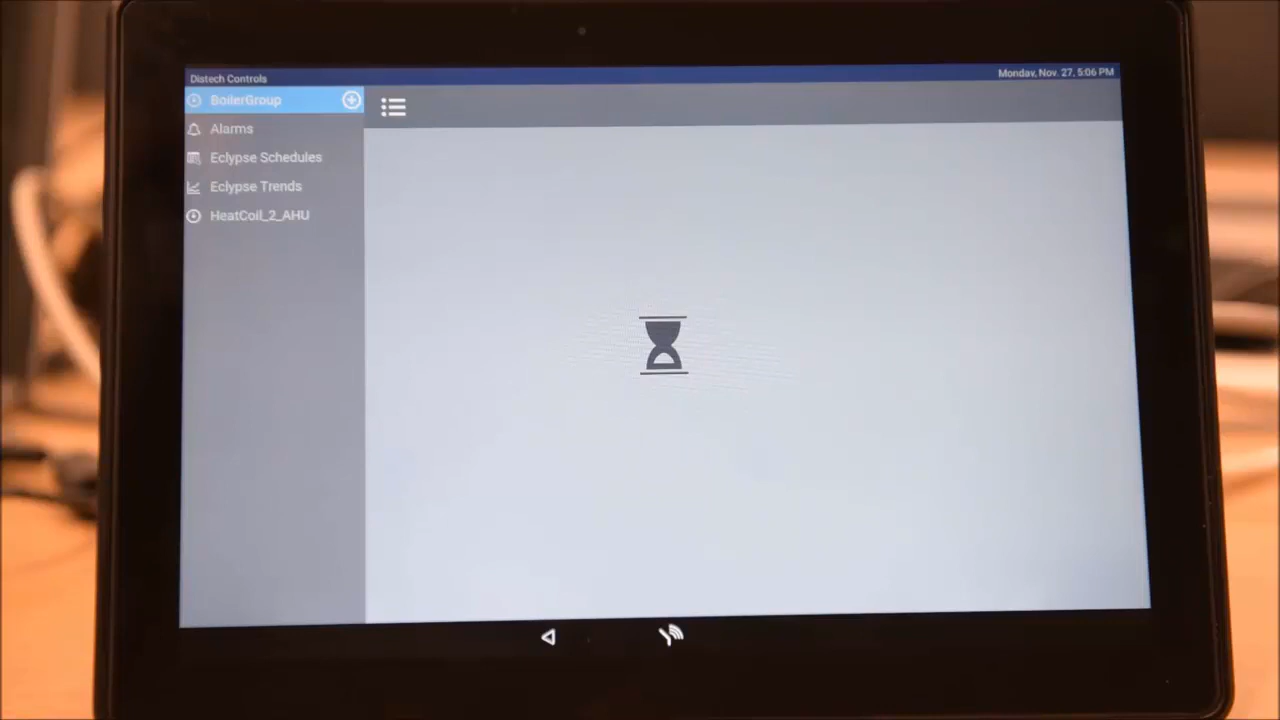 Distech Controls
Monday, Nov. 27, 5:06 PM
BoilerGroup
Alarms
Eclypse Schedules
Eclypse Trends
HeatCoil_2_AHU